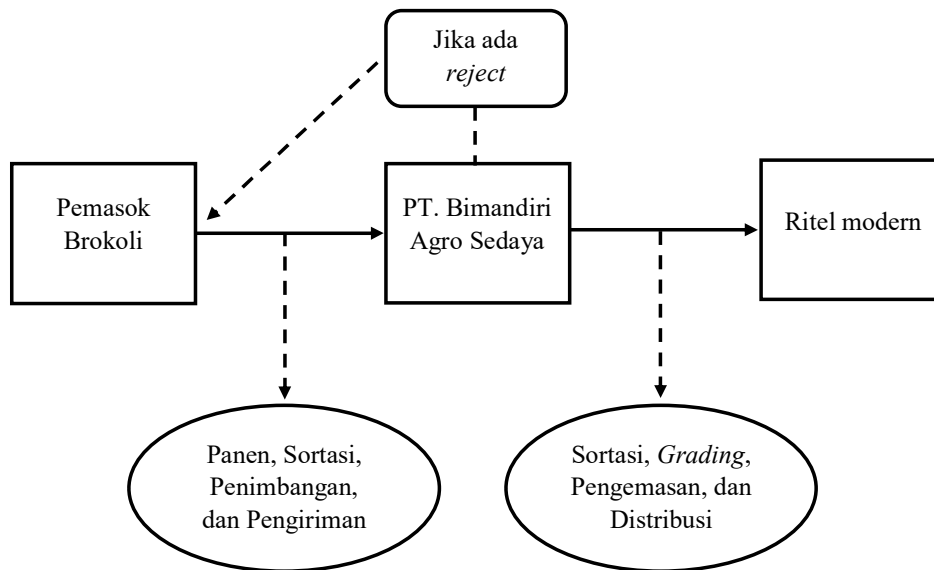 Jika ada
reject
Pemasok
Brokoli
PT. Bimandiri
Agro Sedaya
Ritel modern
Panen, Sortasi,
Penimbangan,
dan Pengiriman
Sortasi, Grading,
Pengemasan, dan
Distribusi